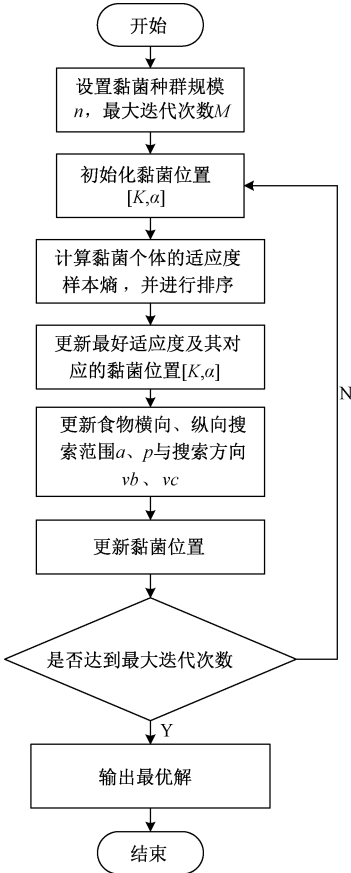 开始
设置黏菌种群规模
n，最大迭代次数M
初始化黏菌位置
[K,α]
计算黏菌个体的适应度
样本熵，并进行排序
更新最好适应度及其对
应的黏菌位置[K,α]
N
更新食物横向、纵向搜
索范围a、p与搜索方向
vb、vc
更新黏菌位置
是否达到最大迭代次数
Y
输出最优解
结束